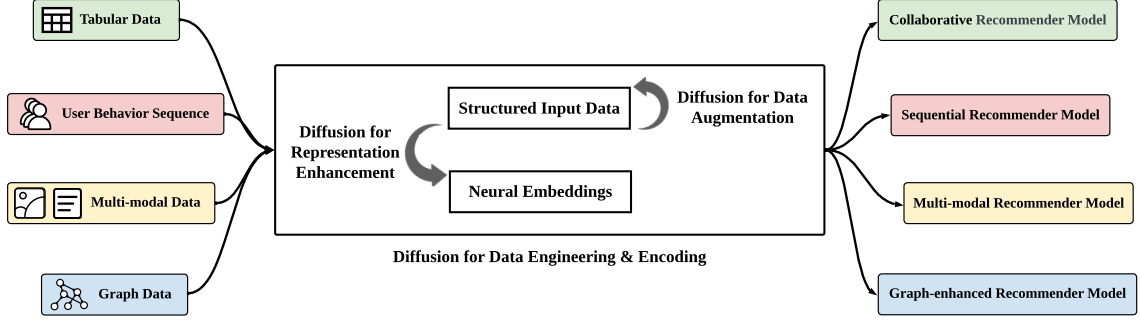 Tabular Data
User Behavior Sequence
Multi-modal Data
Graph Data
Structured Input Data
Diffusion for Data
Augmentation
Diffusion for
Representation
Enhancement
Neural Embeddings
Diffusion for Data Engineering & Encoding
Collaborative Recommender Model
Sequential Recommender Model
Multi-modal Recommender Model
Graph-enhanced Recommender Model